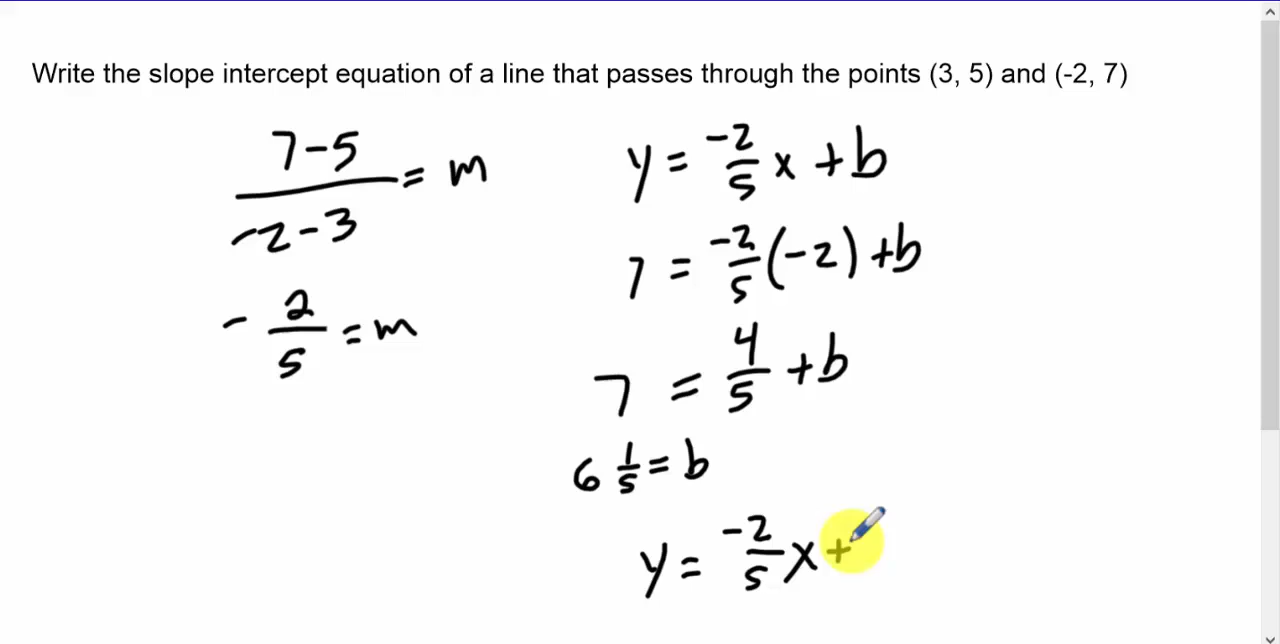 Write the slope intercept equation of a line that passes through the points (3, 5) and (-2, 7)
7-5
-2-3
= m
- 2/5 = m
y = -2/5 x + b
7 = -2/5 (-2) + b
7 = 4/5 + b
6 1/5 = b
y = -2/5 x +